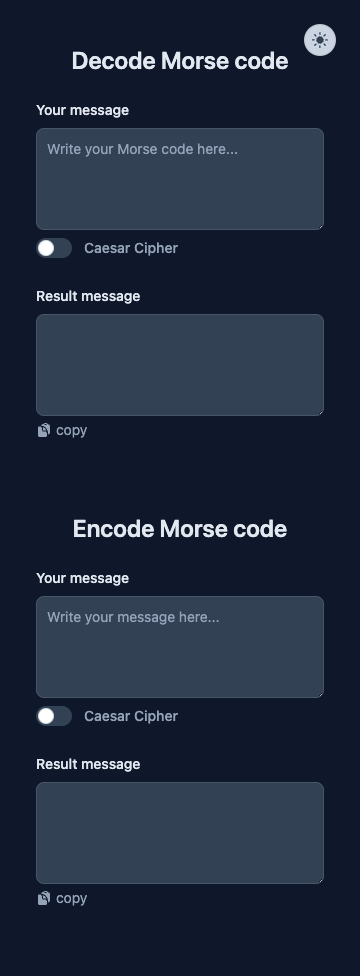 Decode Morse code
Your message
Write your Morse code here...
Caesar Cipher
Result message
copy
Encode Morse code
Your message
Write your message here...
Caesar Cipher
Result message
copy